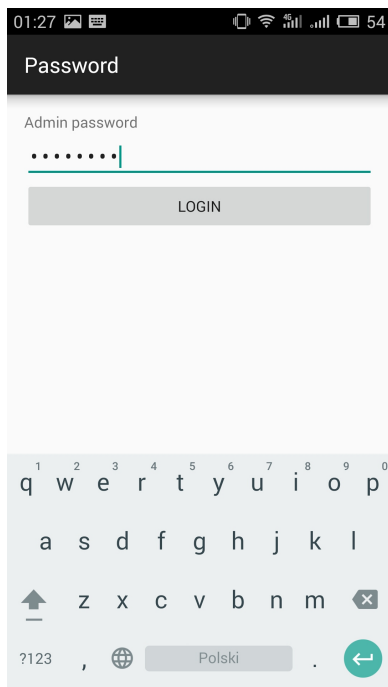 01:27 4G 54
Password
Admin password
••••••••
LOGIN
1 2 3 4 5 6 7 8 9 0
q w e r t y u i o p
a s d f g h j k l
z x c v b n m
?123 , Polski .